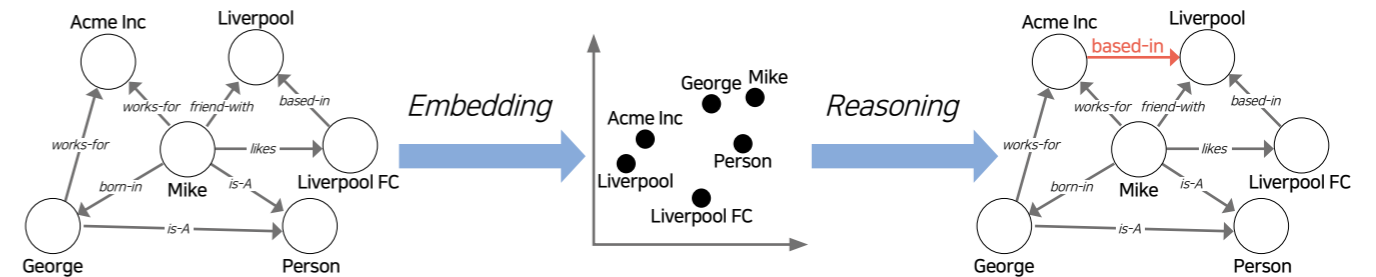 Acme Inc
Liverpool
works-for
friend-with
based-in
works-for
likes
Mike
Liverpool FC
born-in
is-A
is-A
George
Person
Embedding
George
Mike
Acme Inc
Person
Liverpool
Liverpool FC
Reasoning
Acme Inc
Liverpool
based-in
works-for
friend-with
based-in
works-for
likes
Mike
Liverpool FC
born-in
is-A
is-A
George
Person